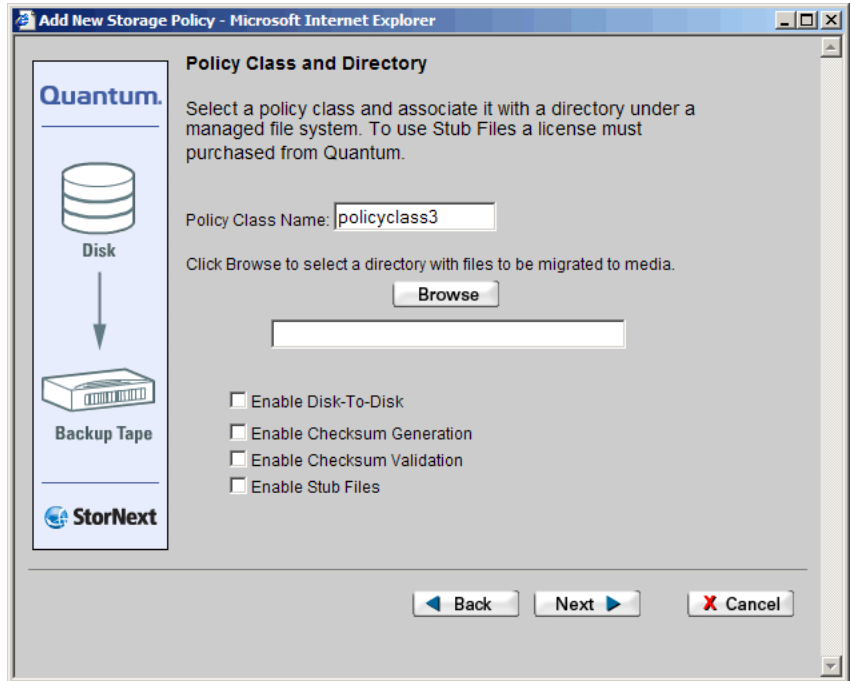 Add New Storage Policy - Microsoft Internet Explorer
Quantum.
Disk
Backup Tape
StorNext
Policy Class and Directory
Select a policy class and associate it with a directory under a
managed file system. To use Stub Files a license must
purchased from Quantum.
Policy Class Name: policyclass3
Click Browse to select a directory with files to be migrated to media.
Browse
Enable Disk-To-Disk
Enable Checksum Generation
Enable Checksum Validation
Enable Stub Files
Back Next X Cancel